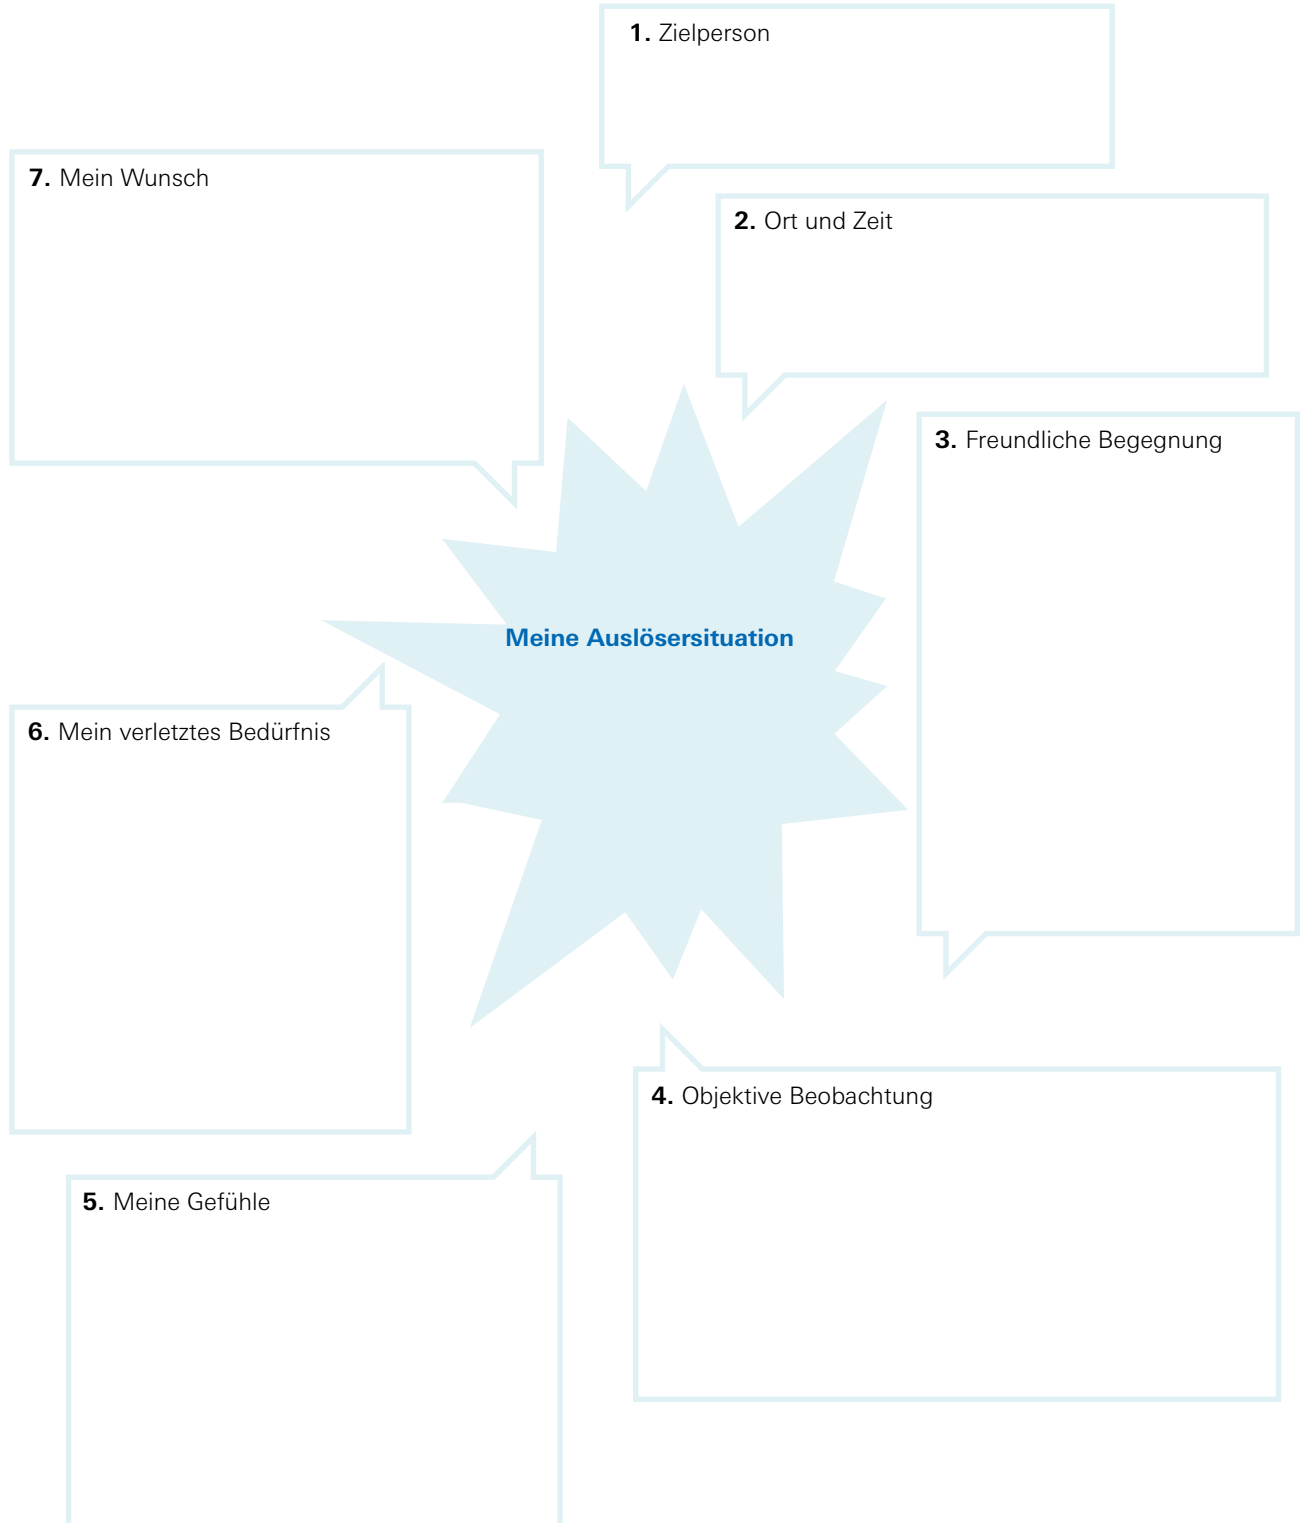 1. Zielperson
7. Mein Wunsch
2. Ort und Zeit
3. Freundliche Begegnung
Meine Auslösersituation
6. Mein verletztes Bedürfnis
4. Objektive Beobachtung
5. Meine Gefühle